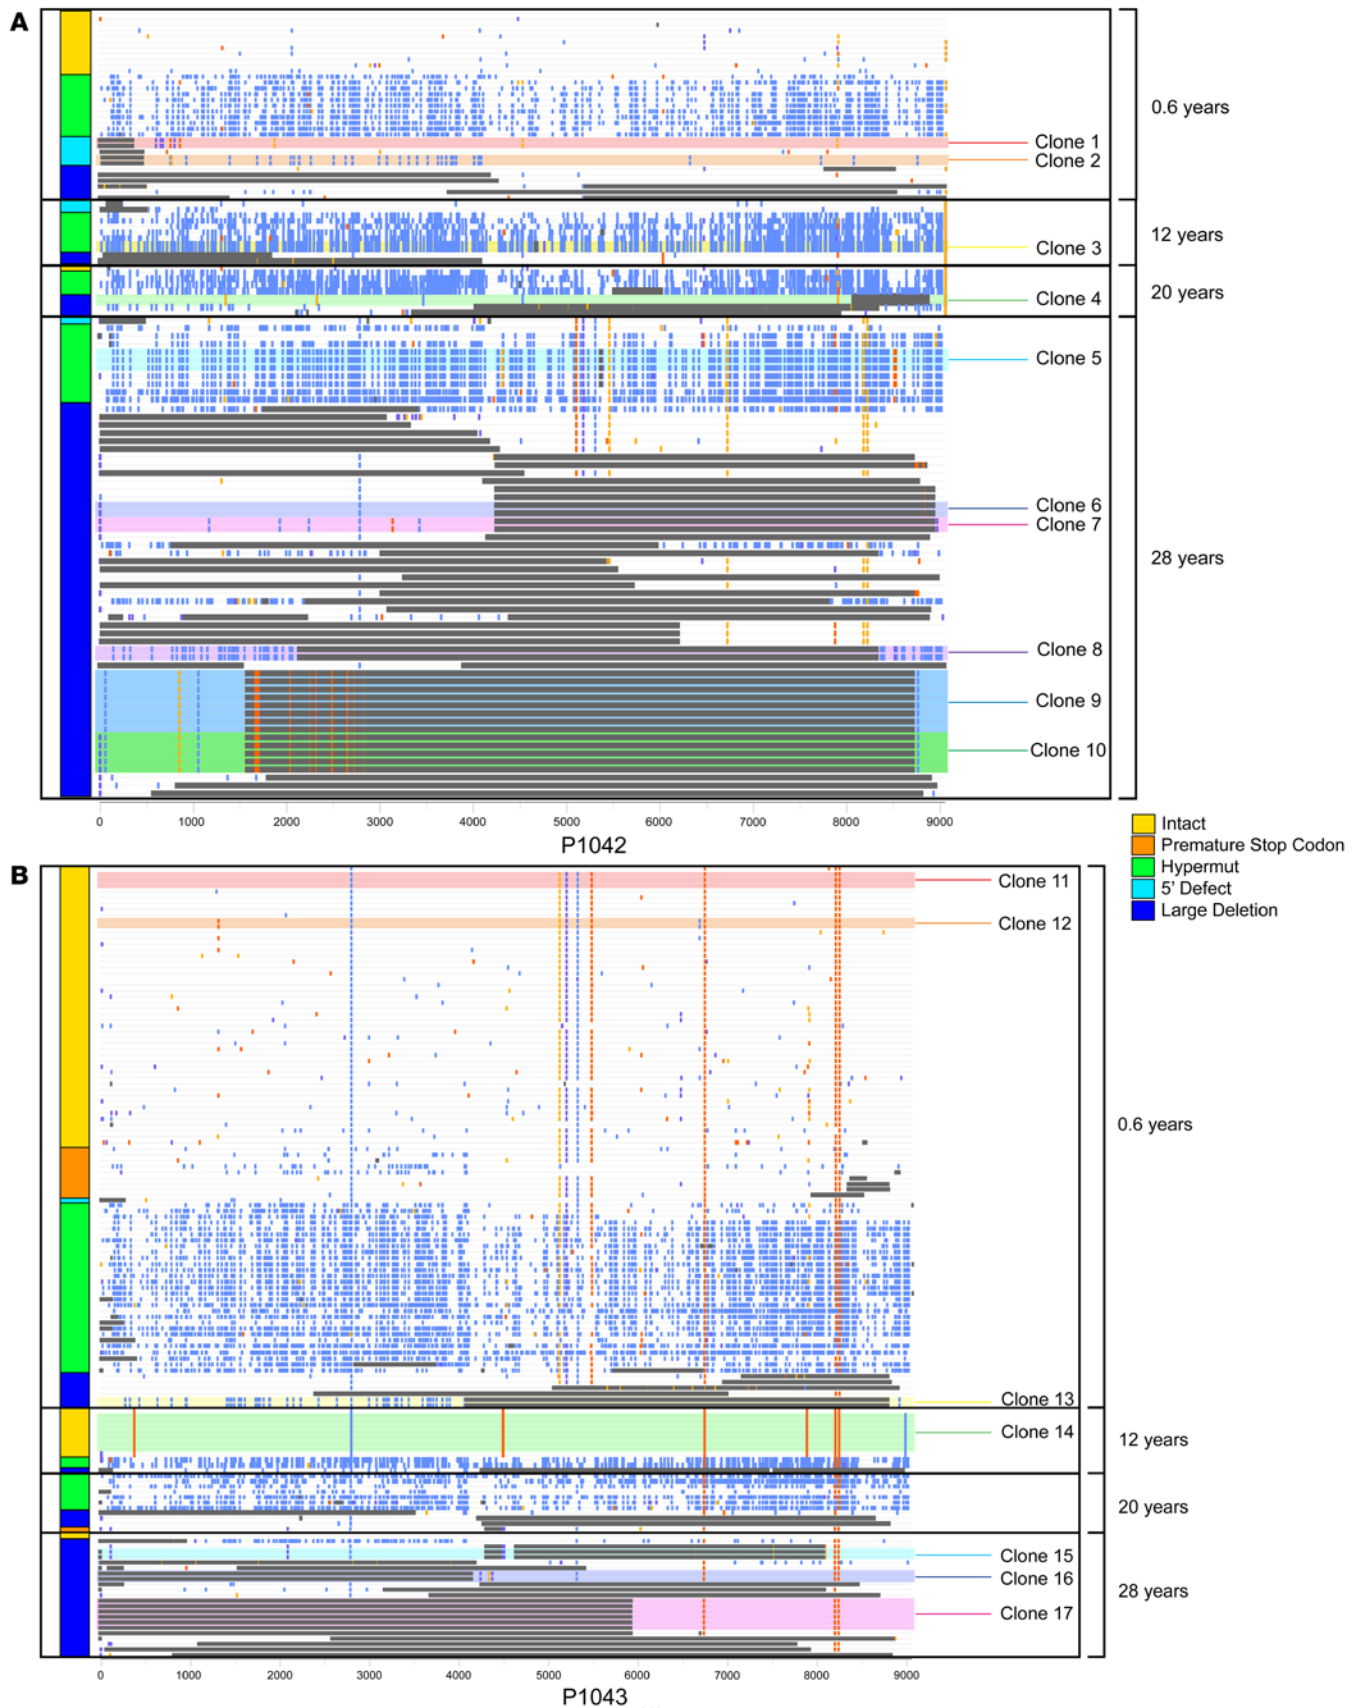 A
0.6 years
Clone 1
Clone 2
12 years
Clone 3
20 years
Clone 4
Clone 5
Clone 6
Clone 7
28 years
Clone 8
Clone 9
Clone 10
0 1000 2000 3000 4000 5000 6000 7000 8000 9000
P1042
Intact
Premature Stop Codon
Hypermut
5' Defect
Large Deletion
B
Clone 11
Clone 12
0.6 years
Clone 13
Clone 14
12 years
20 years
Clone 15
Clone 16
28 years
Clone 17
0 1000 2000 3000 4000 5000 6000 7000 8000 9000
P1043